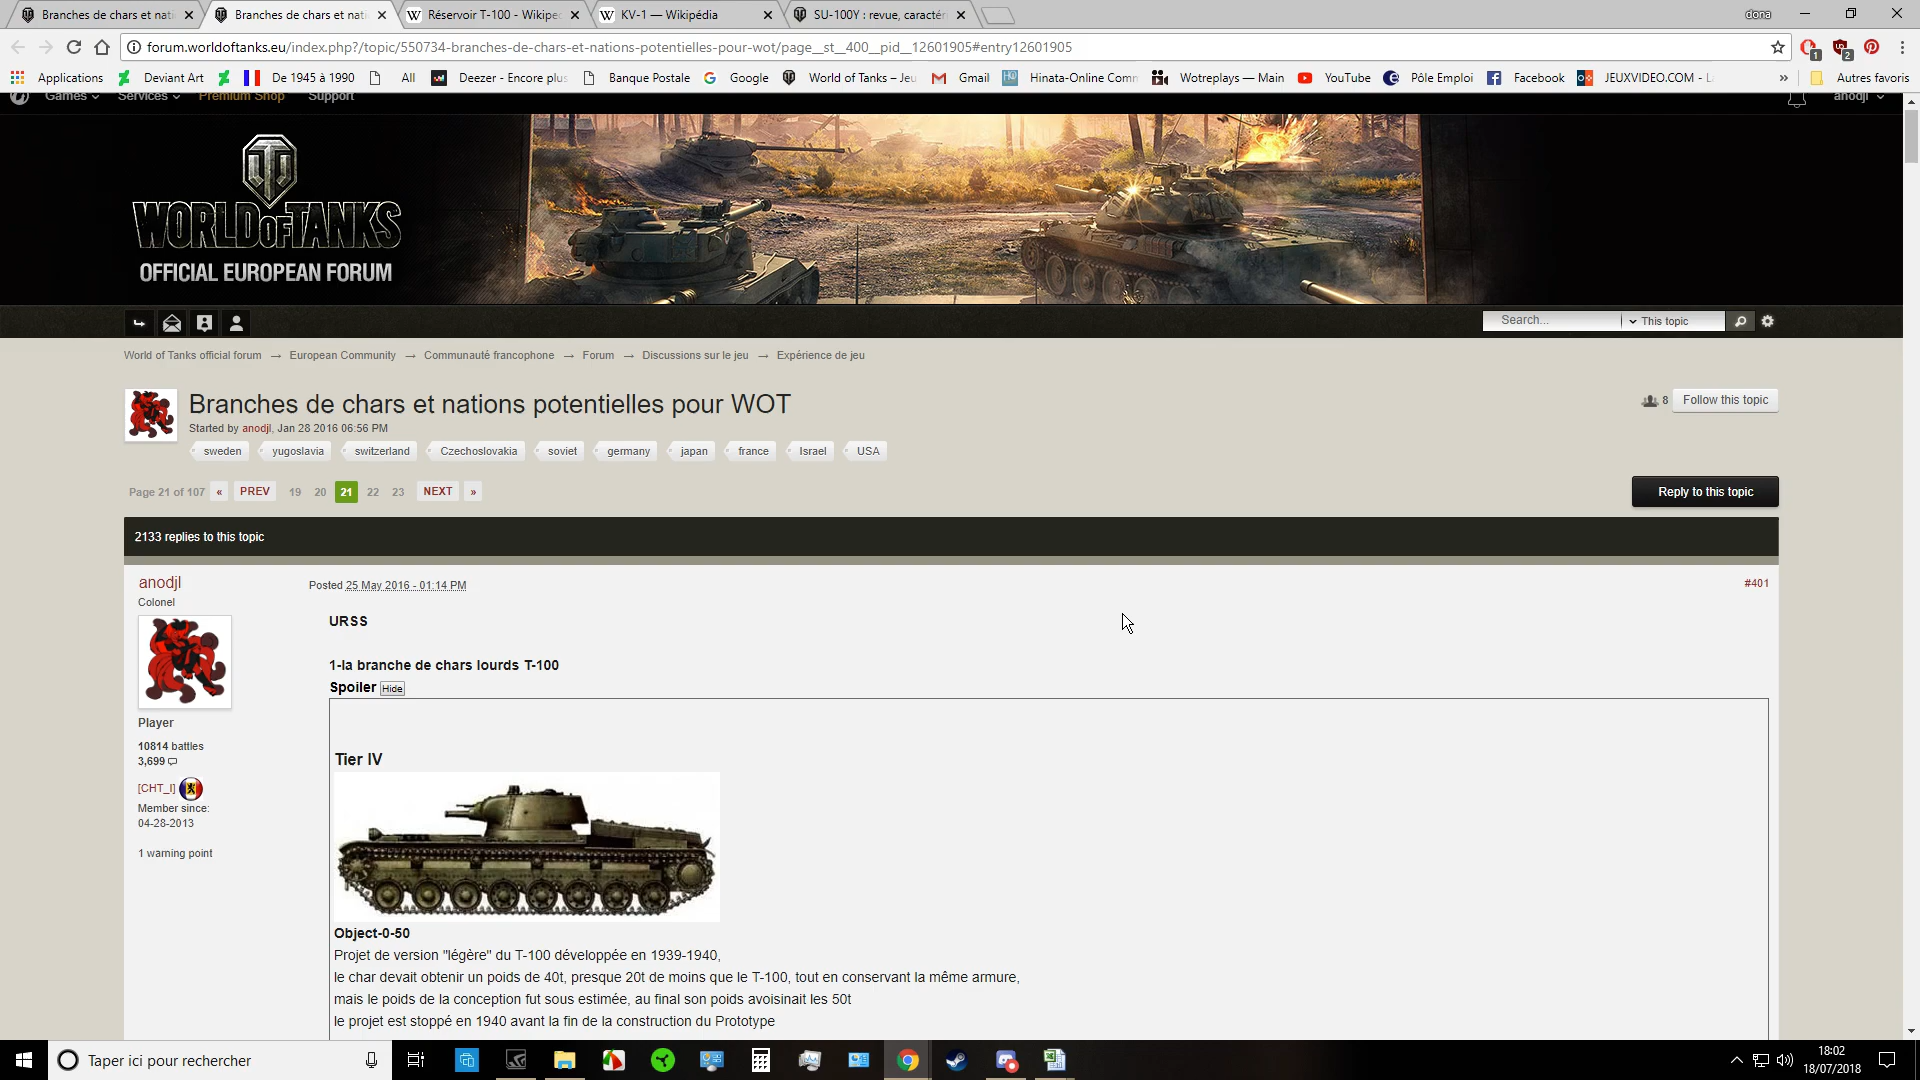 Branches de chars et nati
Branches de chars et nati
Réservoir T-100 - Wikipe
KV-1 — Wikipédia
SU-100Y : revue, caractér
dona
forum.worldoftanks.eu/index.php?/topic/550734-branches-de-chars-et-nations-potentielles-pour-wot/page__st__400__pid__12601905#entry12601905
Applications
Deviant Art
De 1945 à 1990
All
Deezer - Encore plus
Banque Postale
Google
World of Tanks – Jeu
Gmail
Hinata-Online Comm
Wotreplays — Main
YouTube
Pôle Emploi
Facebook
JEUXVIDEO.COM - L
Autres favoris
Games
Services
Premium Shop
Support
anodjl
WORLD OF TANKS
OFFICIAL EUROPEAN FORUM
Search...
This topic
World of Tanks official forum → European Community → Communauté francophone → Forum → Discussions sur le jeu → Expérience de jeu
Branches de chars et nations potentielles pour WOT
Started by anodjl, Jan 28 2016 06:56 PM
8
Follow this topic
sweden yugoslavia switzerland Czechoslovakia soviet germany japan france Israel USA
Page 21 of 107 « PREV 19 20 21 22 23 NEXT »
Reply to this topic
2133 replies to this topic
anodjl
Colonel
Posted 25 May 2016 - 01:14 PM
#401
URSS
1-la branche de chars lourds T-100
Spoiler Hide
Player
10814 battles
3,699
[CHT_I]
Member since:
04-28-2013
1 warning point
Tier IV
Object-0-50
Projet de version "légère" du T-100 développée en 1939-1940,
le char devait obtenir un poids de 40t, presque 20t de moins que le T-100, tout en conservant la même armure,
mais le poids de la conception fut sous estimée, au final son poids avoisinait les 50t
le projet est stoppé en 1940 avant la fin de la construction du Prototype
Taper ici pour rechercher
18:02
18/07/2018